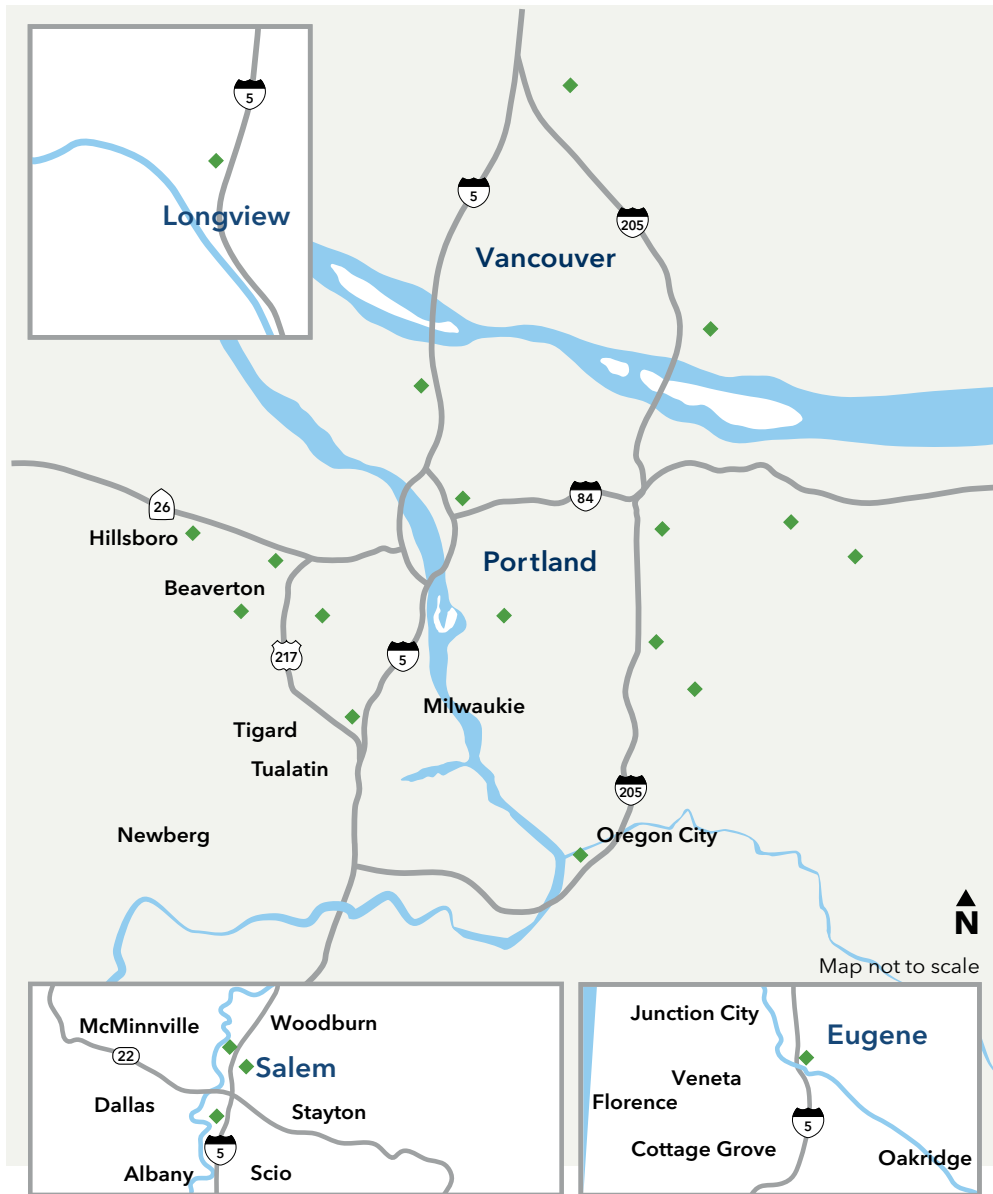 5
Longview
5
205
Vancouver
26
84
Hillsboro
Portland
Beaverton
217
5
Milwaukie
Tigard
Tualatin
205
Newberg
Oregon City
N
Map not to scale
McMinnville
Woodburn
22
Salem
Dallas
Stayton
5
Albany
Scio
Junction City
Eugene
Veneta
Florence
5
Cottage Grove
Oakridge